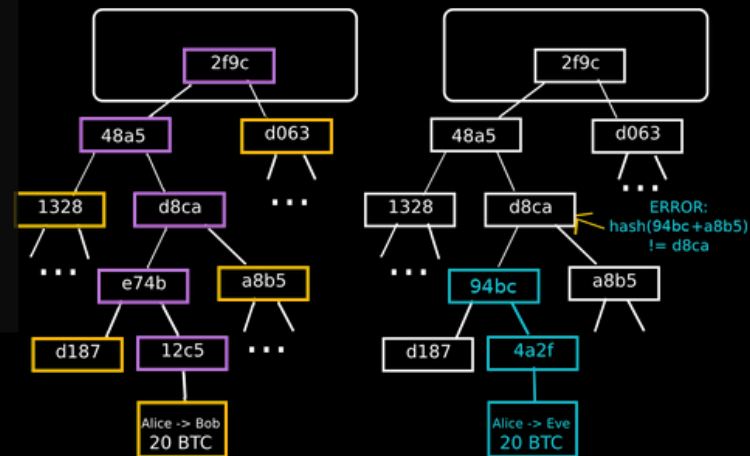 2f9c
48a5
d063
1328
d8ca
...
...
e74b
a8b5
d187
12c5
...
Alice -> Bob
20 BTC
2f9c
48a5
d063
1328
d8ca
...
ERROR:
hash(94bc+a8b5)
!= d8ca
...
94bc
a8b5
d187
4a2f
Alice -> Eve
20 BTC